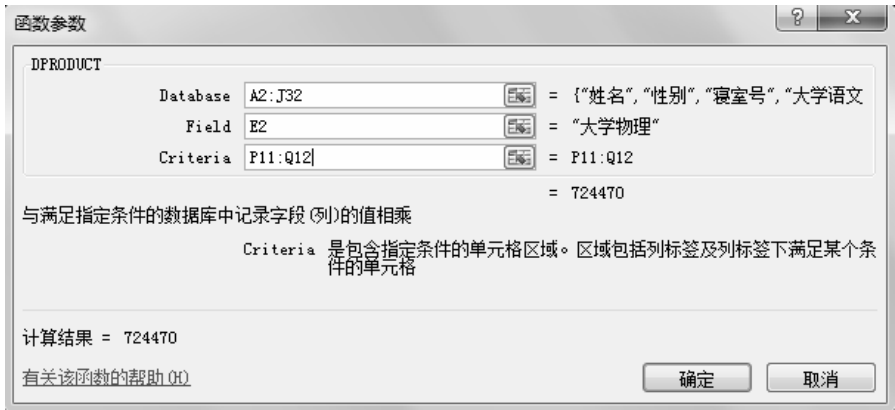 函数参数
DPRODUCT
Database A2:J32 = {"姓名","性别","寝室号","大学语文
Field E2 = "大学物理"
Criteria P11:Q12 = P11:Q12
= 724470
与满足指定条件的数据库中记录字段(列)的值相乘
Criteria 是包含指定条件的单元格区域。区域包括列标签及列标签下满足某个条
件的单元格
计算结果 = 724470
有关该函数的帮助(H) 确定 取消